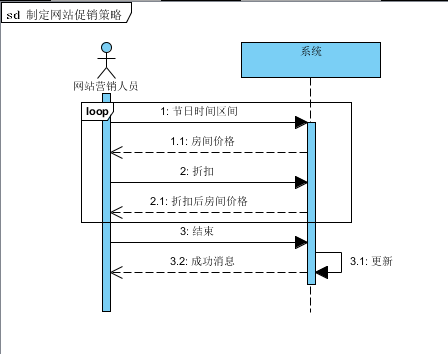 sd 制定网站促销策略
系统
网站营销人员
loop
1: 节日时间区间
1.1: 房间价格
2: 折扣
2.1: 折扣后房间价格
3: 结束
3.1: 更新
3.2: 成功消息